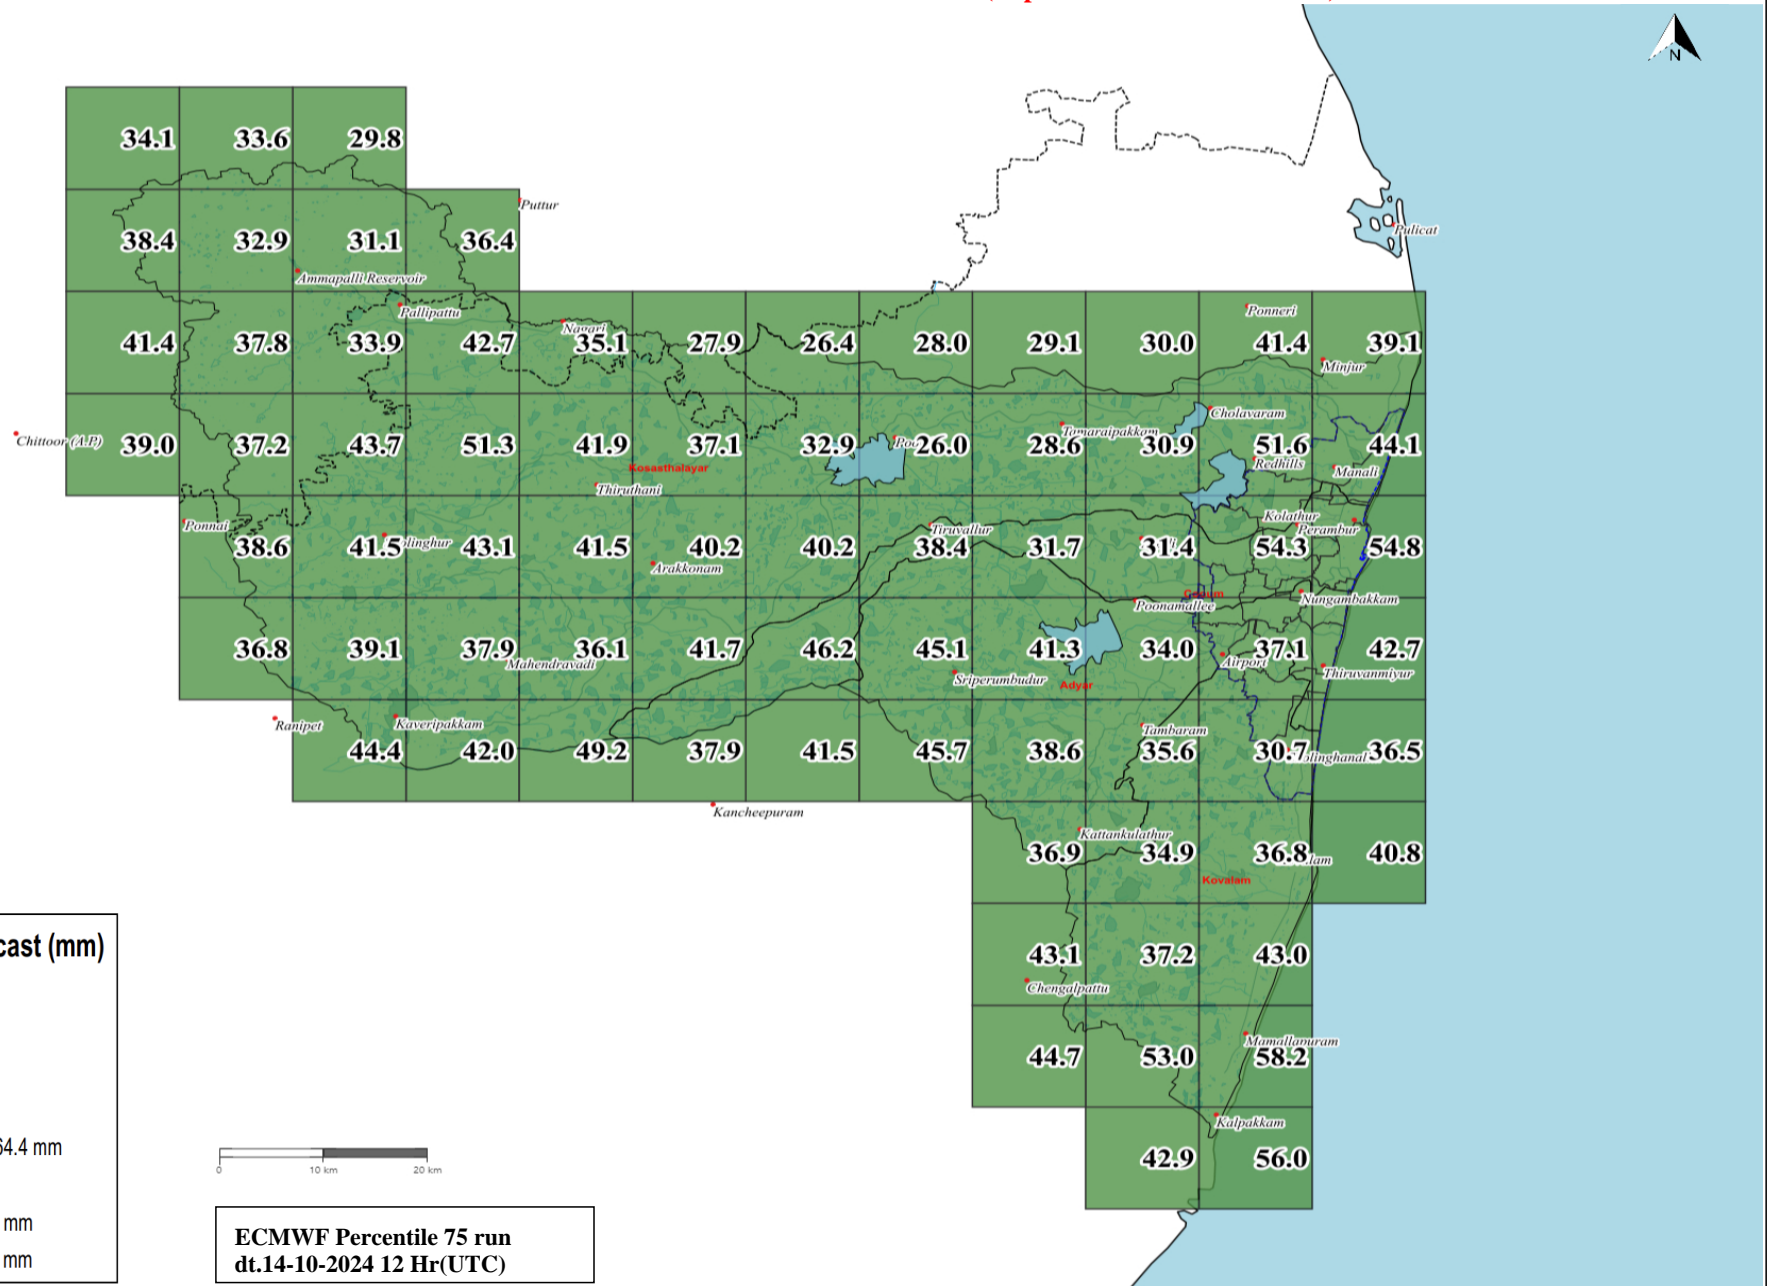 34.1 33.6 29.8
Puttur
38.4 32.9 31.1 36.4
Pulicat
Ammapalli Reservoir
Pallipattu
Ponneri
Nagari
41.4 37.8 33.9 42.7 35.1 27.9 26.4 28.0 29.1 30.0 41.4 39.1
Minjur
Cholavaram
Tamaraipakkam
Chittoor (A.P)
39.0 37.2 43.7 51.3 41.9 37.1 32.9 26.0 28.6 30.9 51.6 44.1
Kosasthalayar
Redhills
Manali
Thiruthani
Kolathur
Ponnai
Tiruvallur
Perambur
38.6 41.5 43.1 41.5 40.2 40.2 38.4 31.7 31.4 54.3 54.8
Arakkonam
Nungambakkam
Poonamallee
36.8 39.1 37.9 36.1 41.7 46.2 45.1 41.3 34.0 37.1 42.7
Mahendravadi
Airport
Thiruvanmiyur
Sriperumbudur
Adyar
Ranipet
Kaveripakkam
Tambaram
44.4 42.0 49.2 37.9 41.5 45.7 38.6 35.6 30.7 36.5
Kancheepuram
Kattankulathur
36.9 34.9 36.8 40.8
Kovalam
cast (mm)
43.1 37.2 43.0
Chengalpattu
Mamallapuram
44.7 53.0 58.2
Kalpakkam
64.4 mm
42.9 56.0
0 10 km 20 km
mm
mm
ECMWF Percentile 75 run
dt.14-10-2024 12 Hr(UTC)
N